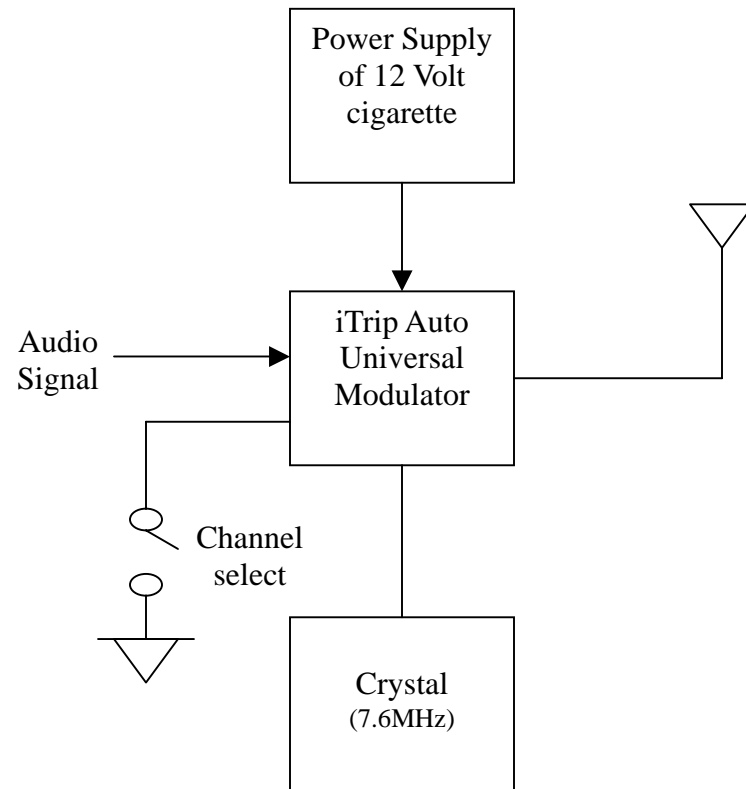 Power Supply
of 12 Volt
cigarette
iTrip Auto
Universal
Modulator
Audio
Signal
Channel
select
Crystal
(7.6MHz)